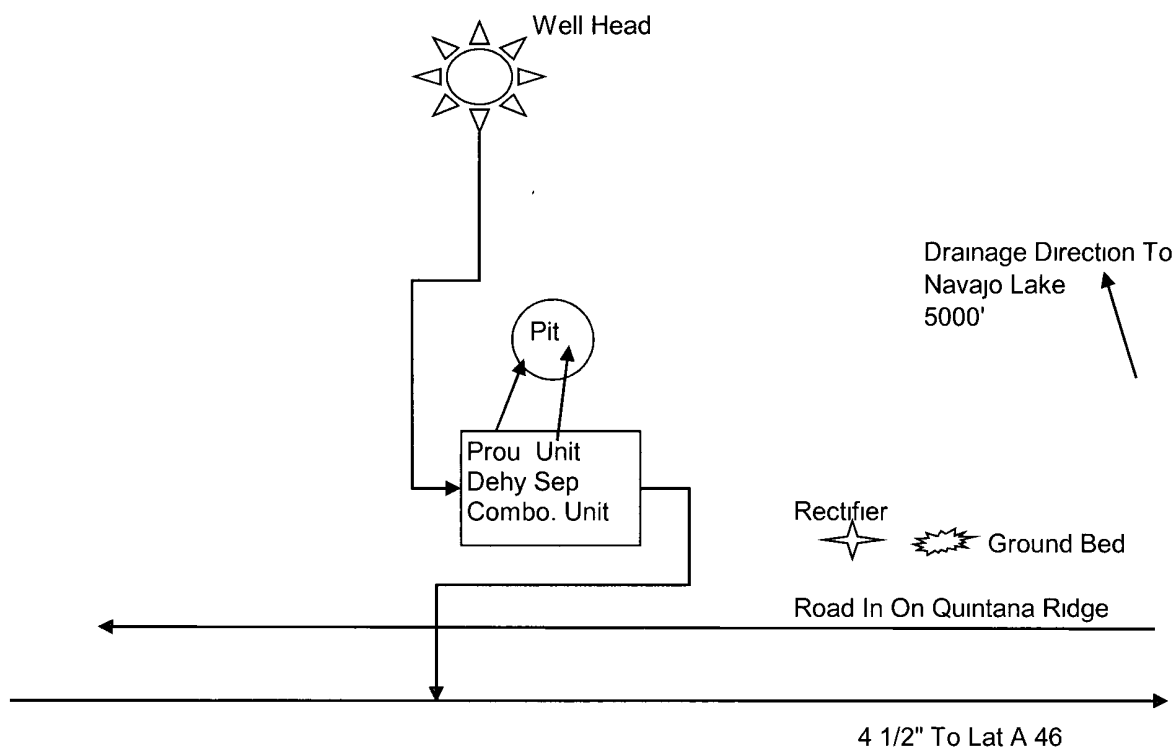 Well Head
Drainage Direction To
Navajo Lake
5000'
Pit
Prou Unit
Dehy Sep
Combo. Unit
Rectifier
Ground Bed
Road In On Quintana Ridge
4 1/2" To Lat A 46